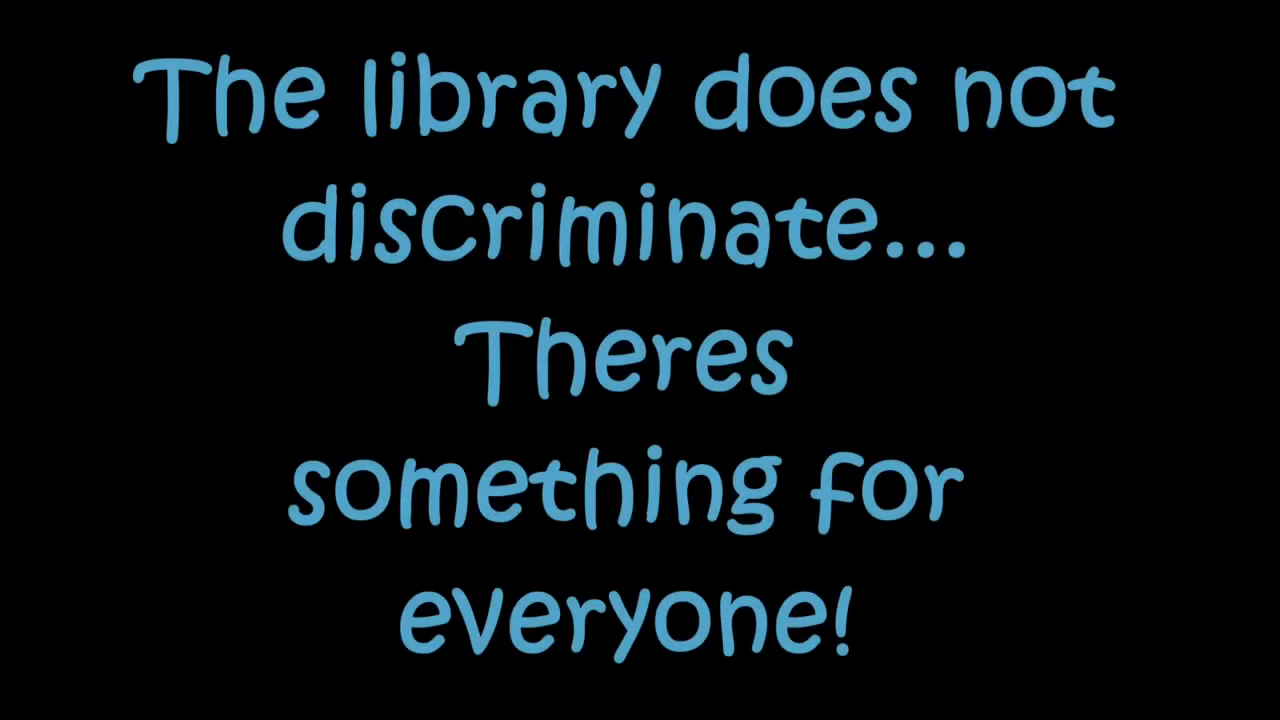 The library does not
discriminate...
Theres
something for
everyone!